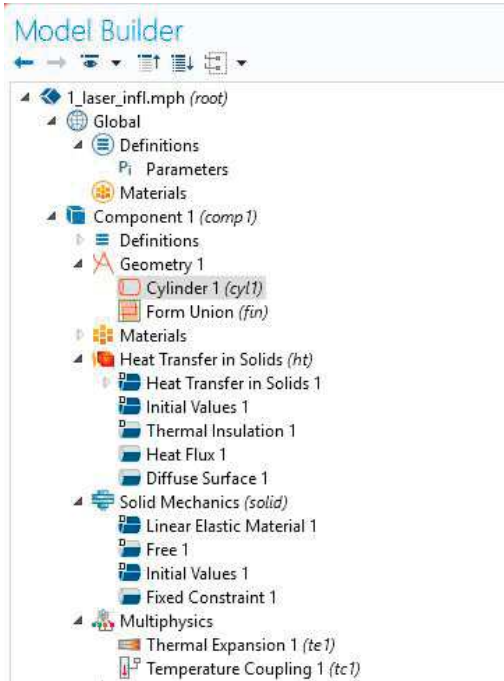 Model Builder
1_laser_infl.mph (root)
Global
Definitions
Pi Parameters
Materials
Component 1 (comp1)
Definitions
Geometry 1
Cylinder 1 (cyl1)
Form Union (fin)
Materials
Heat Transfer in Solids (ht)
Heat Transfer in Solids 1
Initial Values 1
Thermal Insulation 1
Heat Flux 1
Diffuse Surface 1
Solid Mechanics (solid)
Linear Elastic Material 1
Free 1
Initial Values 1
Fixed Constraint 1
Multiphysics
Thermal Expansion 1 (te1)
Temperature Coupling 1 (tc1)